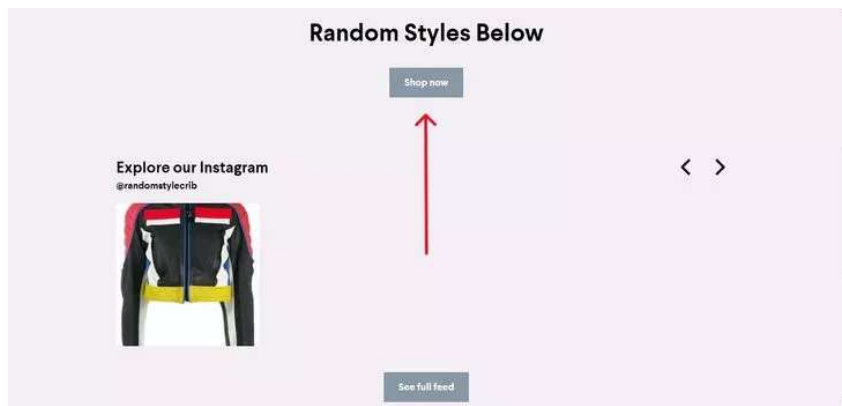 Random Styles Below
Shop now
Explore our Instagram
@randomstylecrib
See full feed